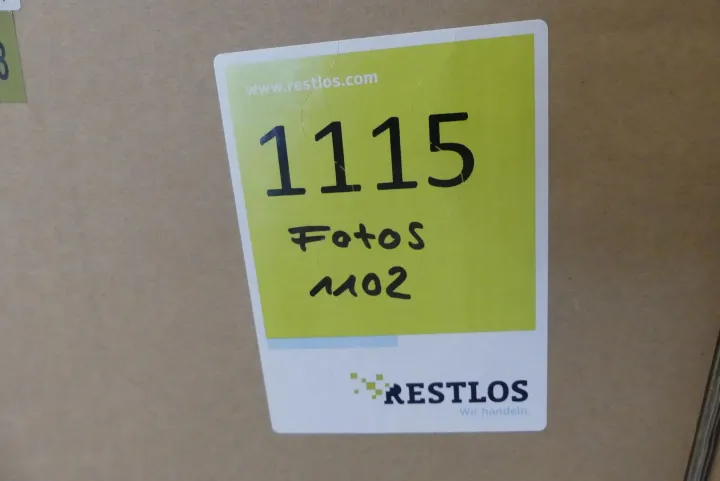 www.restlos.com
1115
Fotos
1102
RESTLOS
Wir handeln.